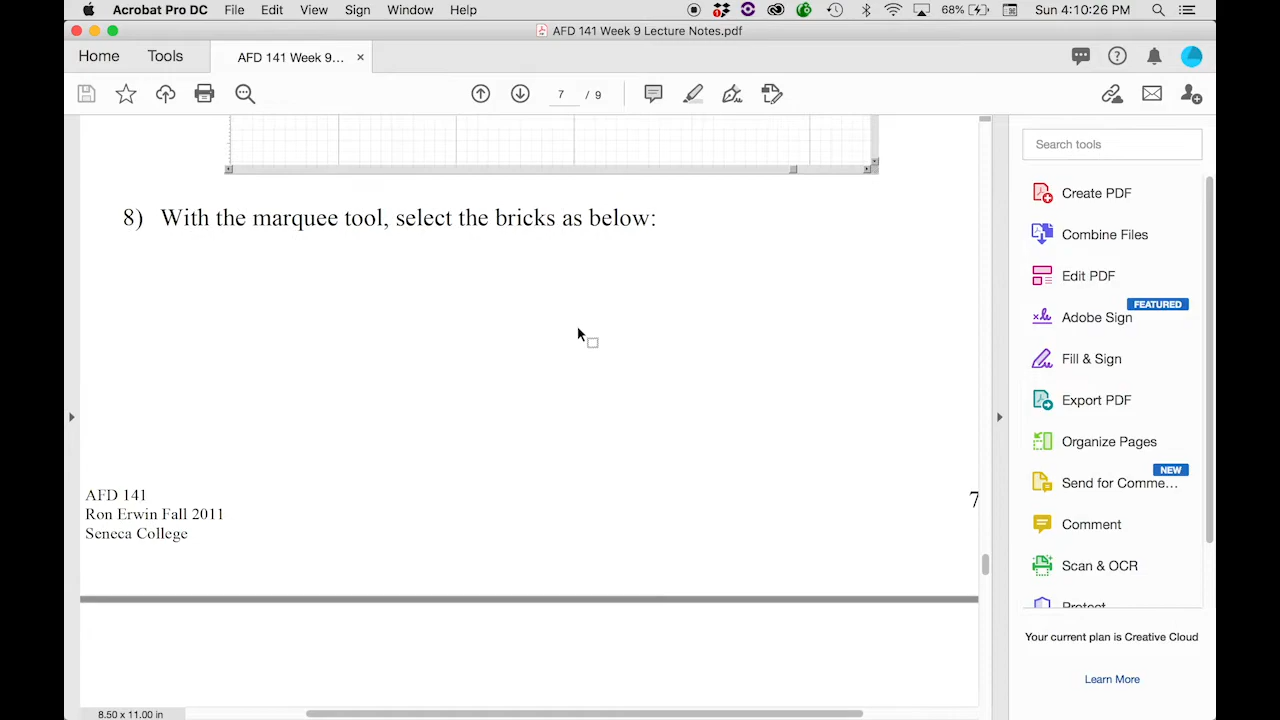 Acrobat Pro DC File Edit View Sign Window Help 68% Sun 4:10:26 PM
AFD 141 Week 9 Lecture Notes.pdf
Home Tools AFD 141 Week 9... ×
7 / 9
Search tools
Create PDF
Combine Files
Edit PDF
FEATURED
Adobe Sign
Fill & Sign
Export PDF
Organize Pages
NEW
Send for Comme...
Comment
Scan & OCR
Protect
Your current plan is Creative Cloud
Learn More
8) With the marquee tool, select the bricks as below:
AFD 141
Ron Erwin Fall 2011
Seneca College
7
8.50 x 11.00 in